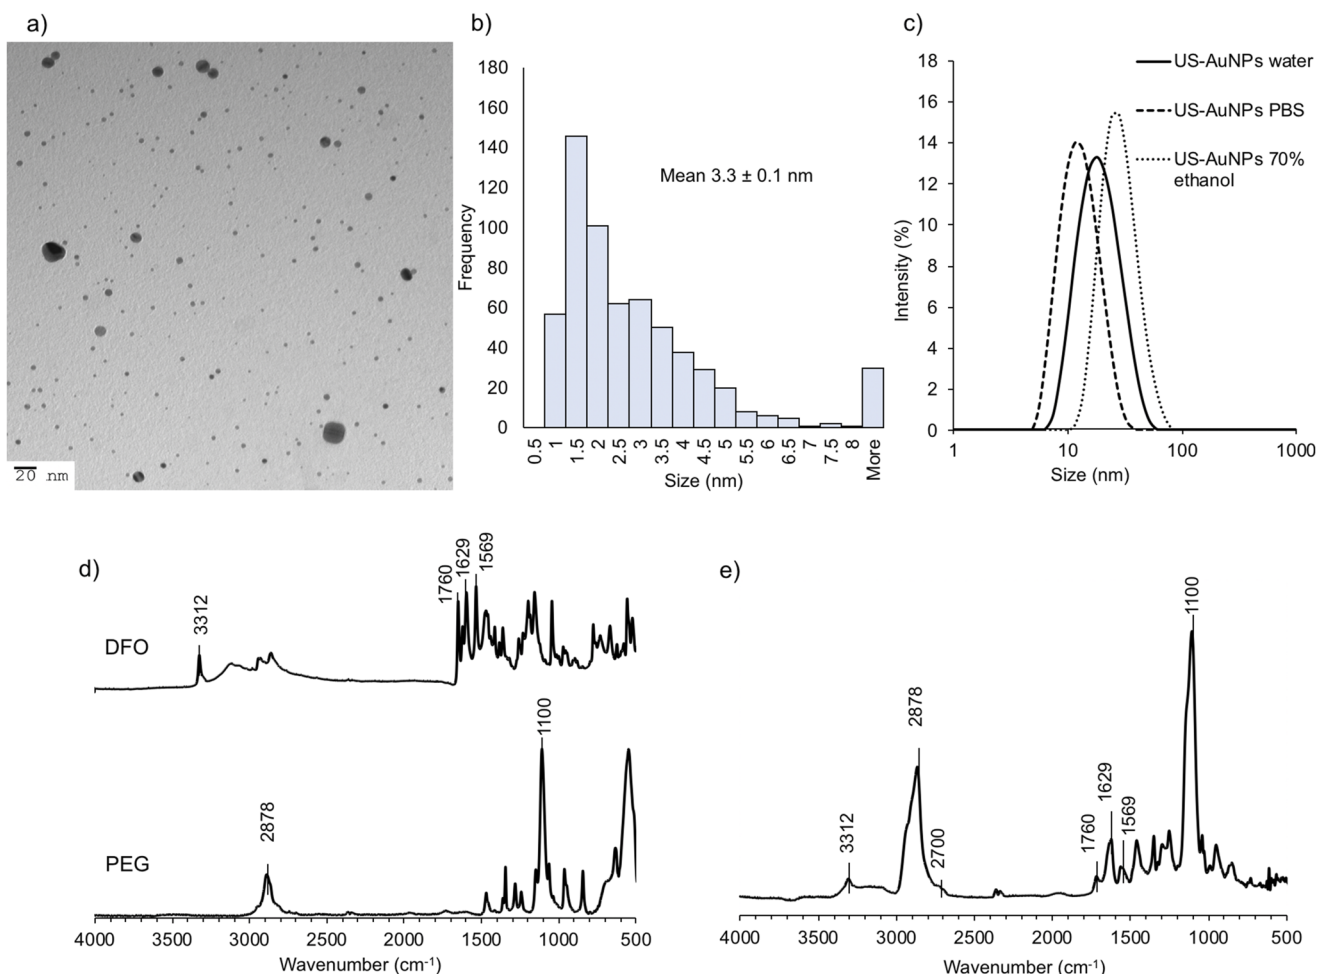 a)
20 nm
b)
180
160
140
120
100
80
60
40
20
0
Frequency
Mean 3.3 ± 0.1 nm
0.5 1 1.5 2 2.5 3 3.5 4 4.5 5 5.5 6 6.5 7 7.5 8 More
Size (nm)
c)
18
16
14
12
10
8
6
4
2
0
Intensity (%)
US-AuNPs water
US-AuNPs PBS
US-AuNPs 70%
ethanol
1 10 100 1000
Size (nm)
d)
DFO
3312
1760
1629
1569
PEG
2878
1100
4000 3500 3000 2500 2000 1500 1000 500
Wavenumber (cm-1)
e)
3312
2878
2700
1760
1629
1569
1100
4000 3500 3000 2500 2000 1500 1000 500
Wavenumber (cm-1)